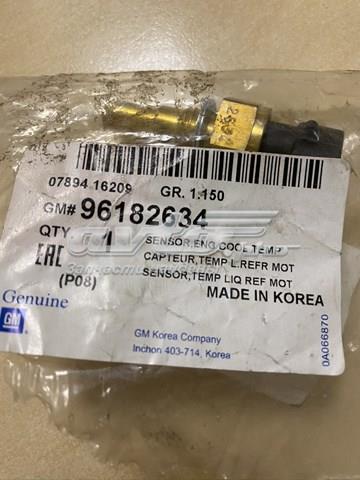 07894 16209 GR. 1.150
GM# 96182634
QTY 1
SENSOR,ENG COOL TEMP
EAC CAPTEUR,TEMP L.REFR MOT
(P08) SENSOR,TEMP LIQ REF MOT
Genuine MADE IN KOREA
GM
GM Korea Company
Inchon 403-714, Korea
0A066870